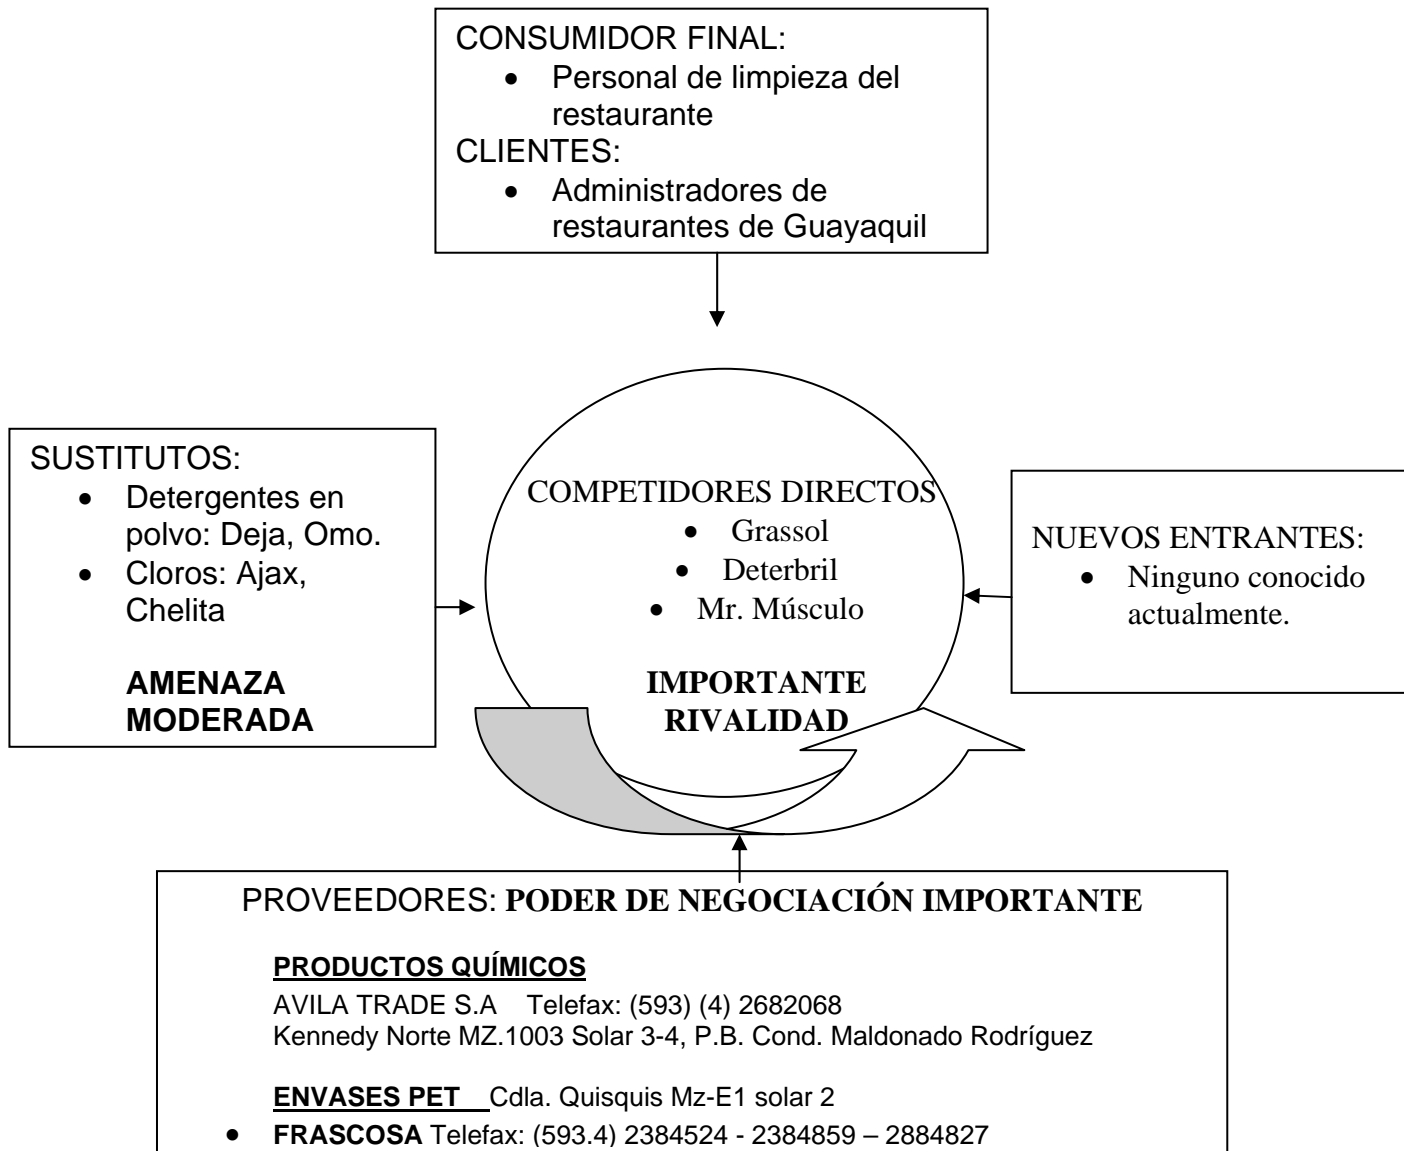 CONSUMIDOR FINAL:
• Personal de limpieza del
restaurante
CLIENTES:
• Administradores de
restaurantes de Guayaquil
SUSTITUTOS:
• Detergentes en
polvo: Deja, Omo.
• Cloros: Ajax,
Chelita
AMENAZA
MODERADA
COMPETIDORES DIRECTOS
• Grassol
• Deterbril
• Mr. Músculo
IMPORTANTE
RIVALIDAD
NUEVOS ENTRANTES:
• Ninguno conocido
actualmente.
PROVEEDORES: PODER DE NEGOCIACIÓN IMPORTANTE
PRODUCTOS QUÍMICOS
AVILA TRADE S.A Telefax: (593) (4) 2682068
Kennedy Norte MZ.1003 Solar 3-4, P.B. Cond. Maldonado Rodríguez
ENVASES PET Cdla. Quisquis Mz-E1 solar 2
• FRASCOSA Telefax: (593.4) 2384524 - 2384859 – 2884827